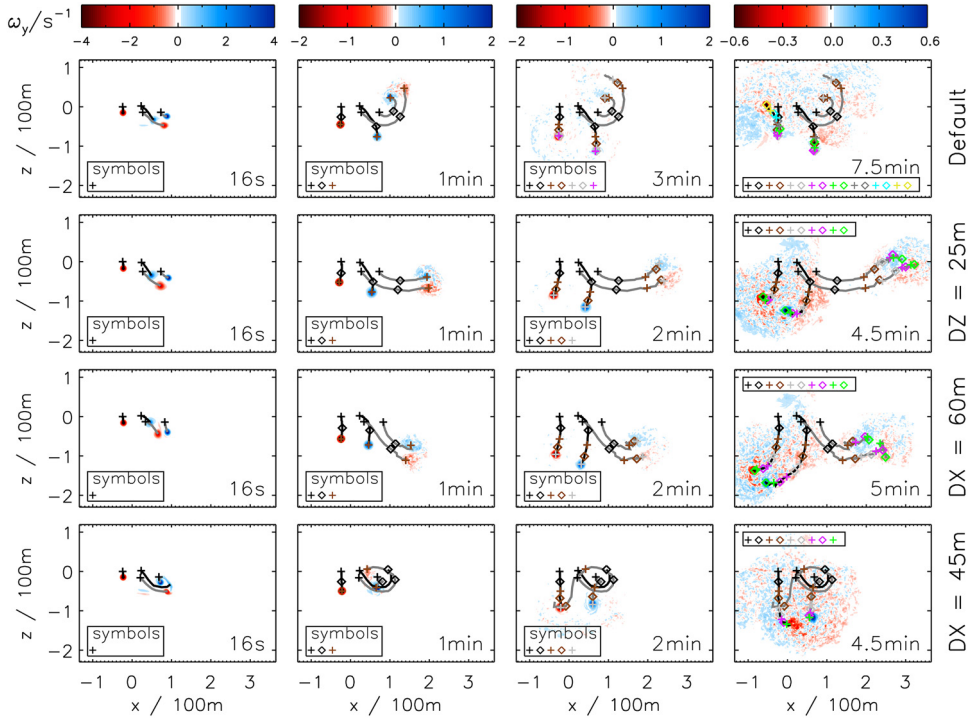 ω_y/s⁻¹
−4 −2 0 2 4
−2 −1 0 1 2
−2 −1 0 1 2
−0.6 −0.3 0.0 0.3 0.6
z / 100m
0
−1
−2
symbols
16s
symbols
1min
symbols
3min
7.5min
Default
z / 100m
0
−1
−2
symbols
16s
symbols
1min
symbols
2min
4.5min
DZ = 25m
z / 100m
0
−1
−2
symbols
16s
symbols
1min
symbols
2min
5min
DX = 60m
z / 100m
0
−1
−2
symbols
16s
symbols
1min
symbols
2min
4.5min
DX = 45m
−1 0 1 2 3
−1 0 1 2 3
−1 0 1 2 3
−1 0 1 2 3
x / 100m
x / 100m
x / 100m
x / 100m